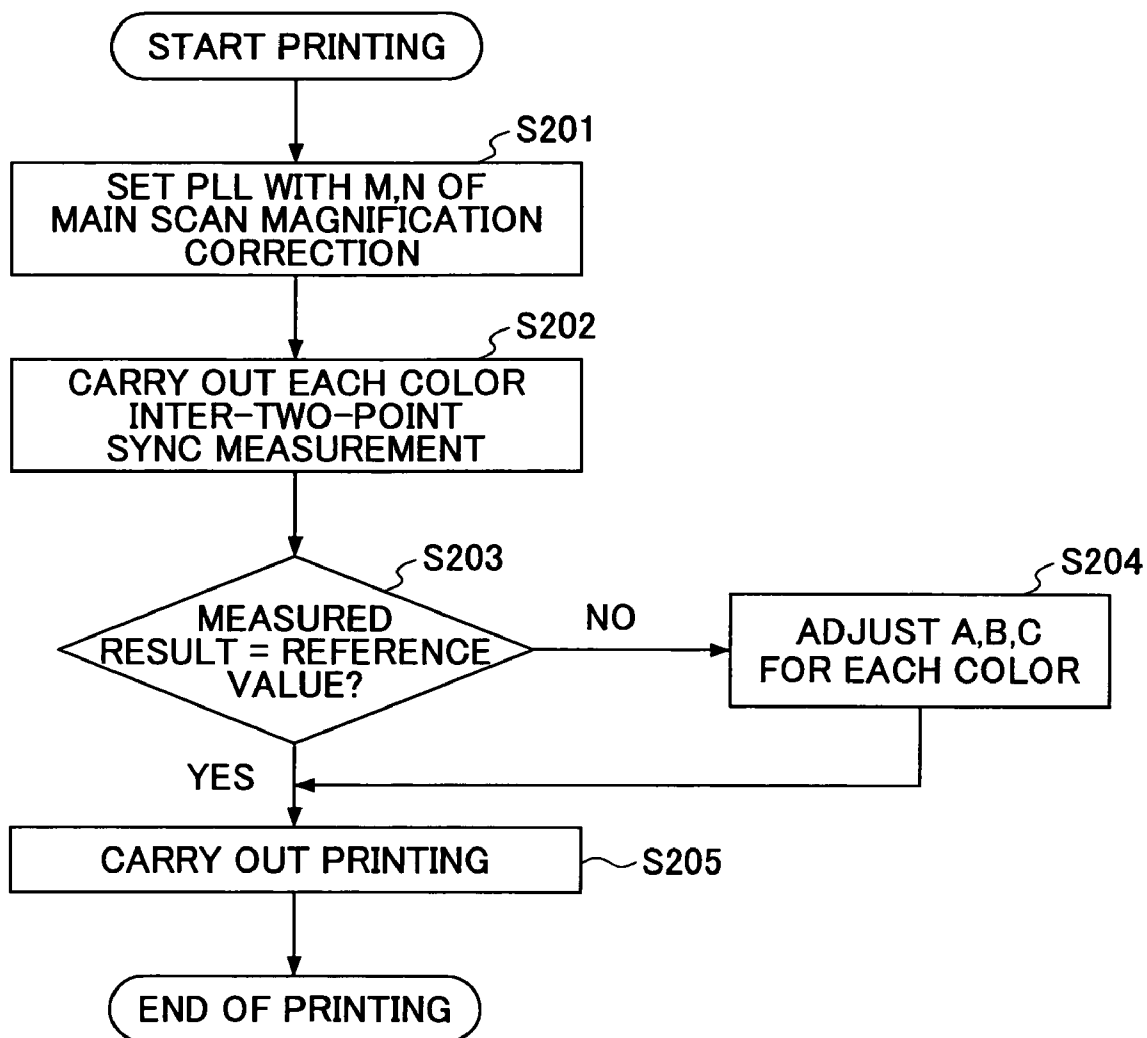 START PRINTING
S201
SET PLL WITH M,N OF
MAIN SCAN MAGNIFICATION
CORRECTION
S202
CARRY OUT EACH COLOR
INTER-TWO-POINT
SYNC MEASUREMENT
S203
MEASURED
RESULT = REFERENCE
VALUE?
NO
S204
ADJUST A,B,C
FOR EACH COLOR
YES
CARRY OUT PRINTING
S205
END OF PRINTING